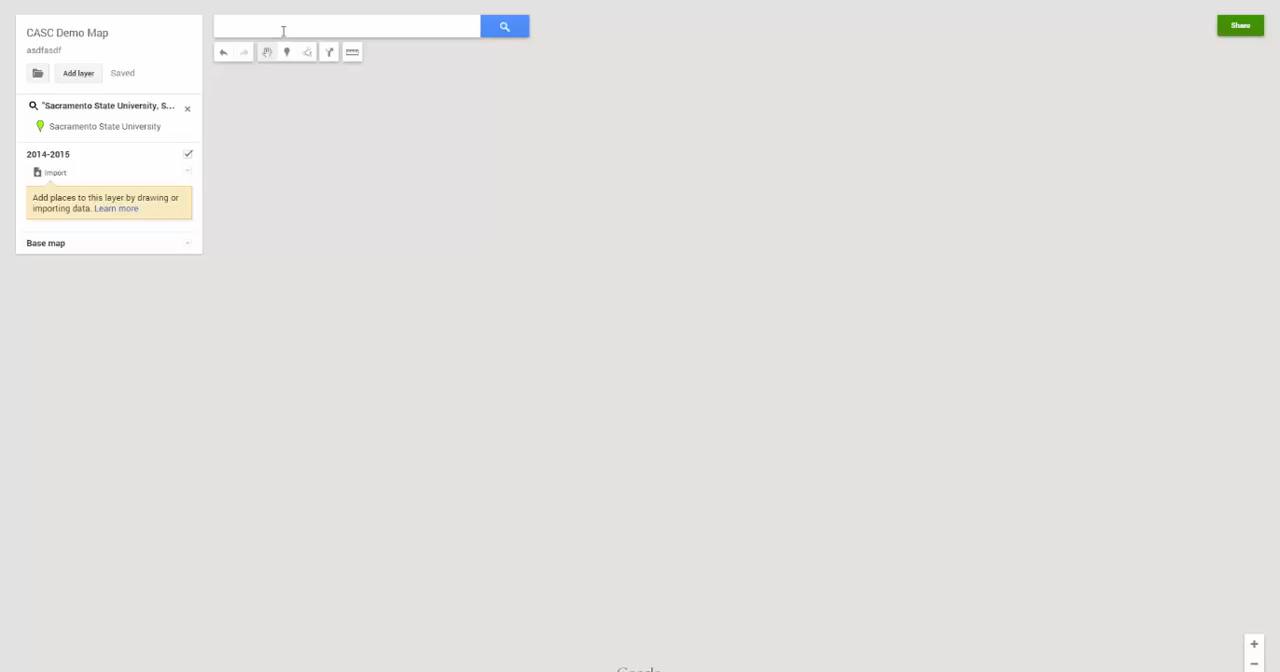 CASC Demo Map
asdfasdf
Add layer Saved
"Sacramento State University, S...
Sacramento State University
2014-2015
Import
Add places to this layer by drawing or
importing data. Learn more
Base map
Share